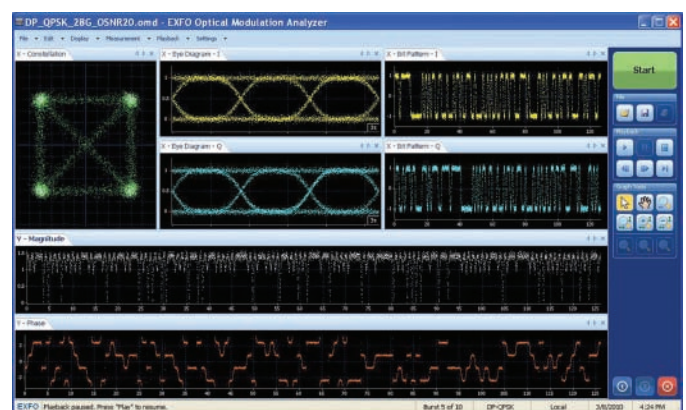 DP_QPSK_28G_OSNR20.omd - EXFO Optical Modulation Analyzer
File Edit Display Measurement Playback Settings
X - Constellation
X - Eye Diagram - I
X - Bit Pattern - I
Start
File
Playback
X - Eye Diagram - Q
X - Bit Pattern - Q
Graph Tools
Y - Magnitude
Y - Phase
EXFO Playback paused. Press "Play" to resume. Burst 5 of 10 DP-QPSK Local 3/8/2010 4:34 PM